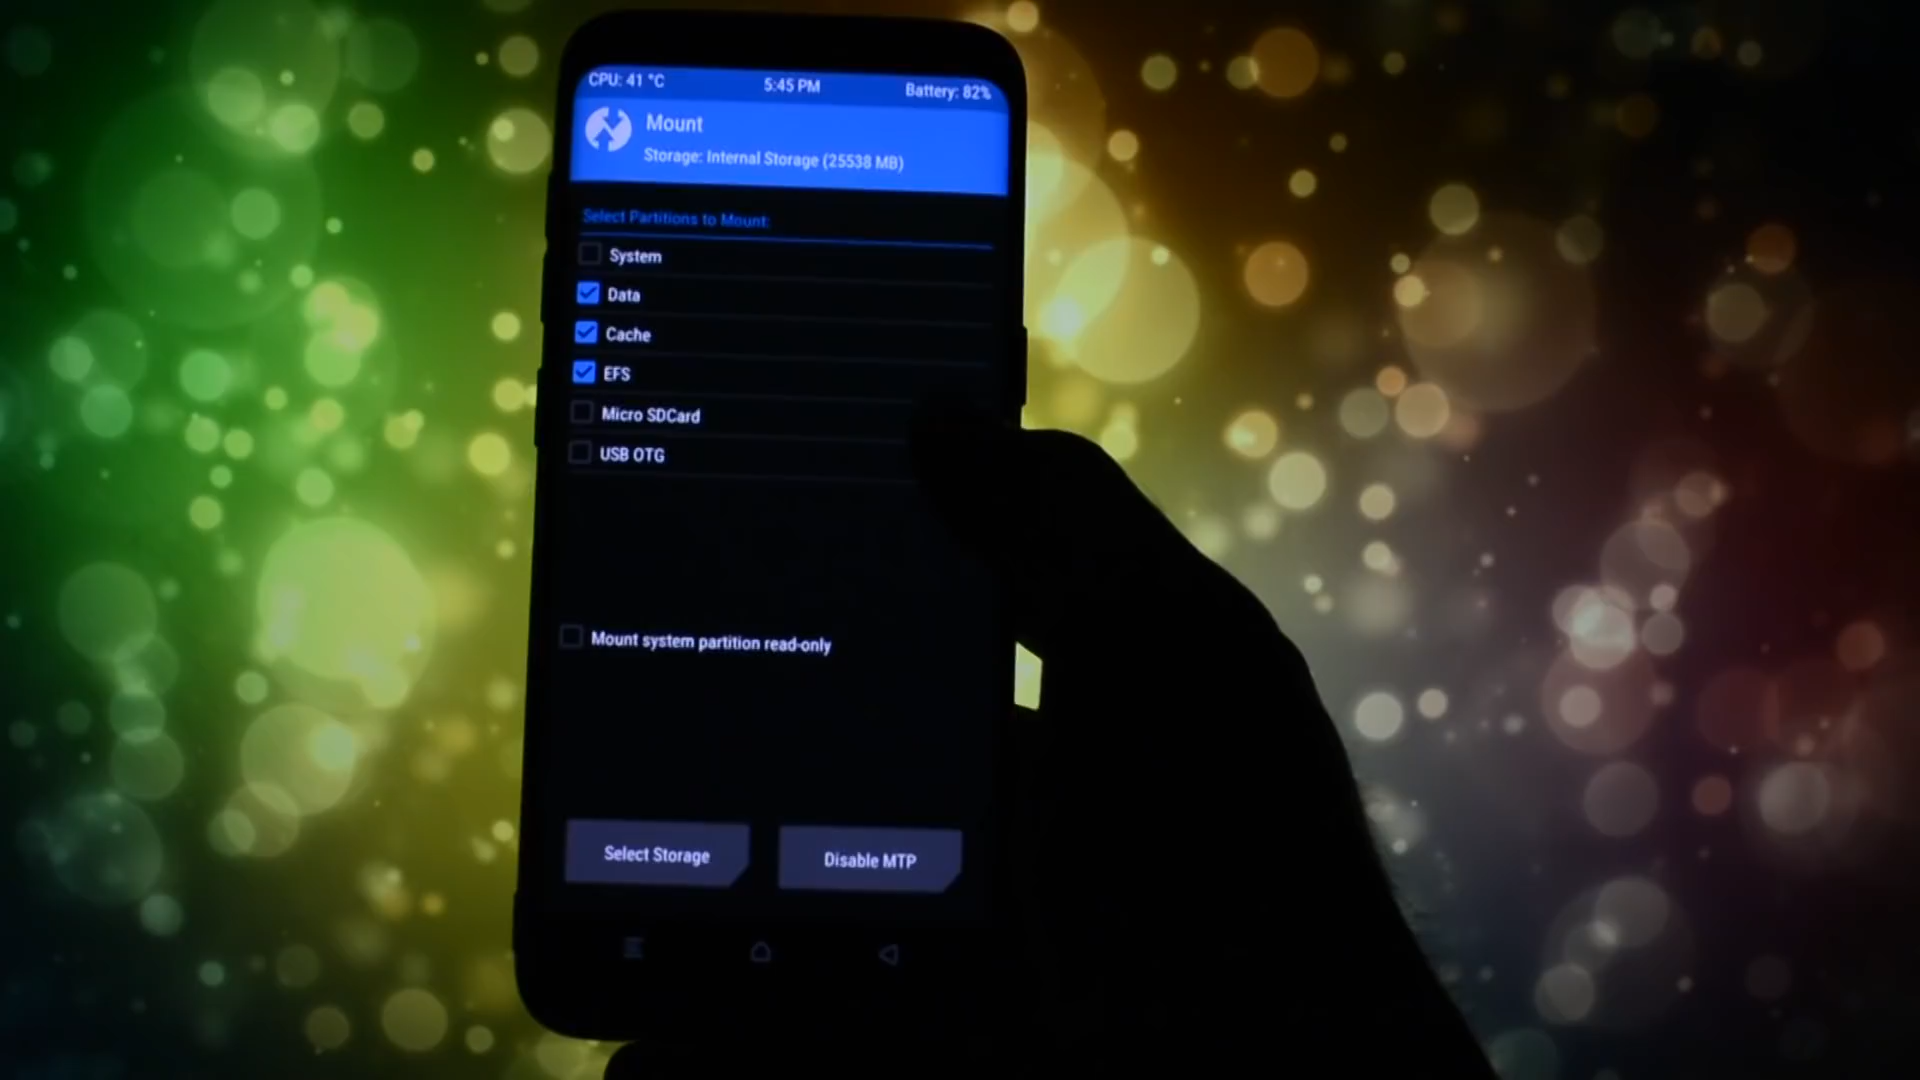 CPU: 41 °C 5:45 PM Battery: 82%
Mount
Storage: Internal Storage (25538 MB)
Select Partitions to Mount:
System
Data
Cache
EFS
Micro SDCard
USB OTG
Mount system partition read-only
Select Storage Disable MTP